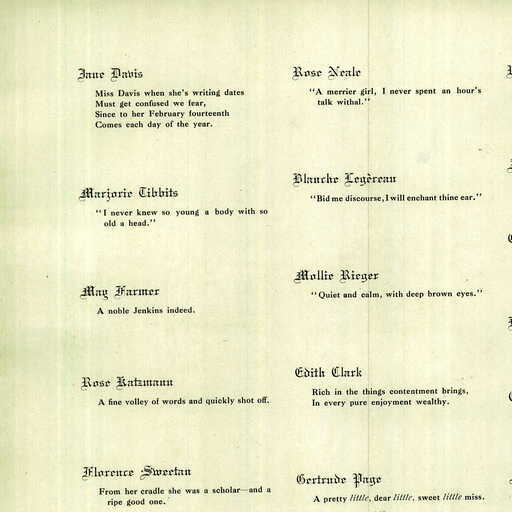 Jane Davis
Miss Davis when she's writing dates
Must get confused we fear,
Since to her February fourteenth
Comes each day of the year.
Marjorie Tibbits
"I never knew so young a body with so
old a head."
May Farmer
A noble Jenkins indeed.
Rose Katzmann
A fine volley of words and quickly shot off.
Florence Sweetan
From her cradle she was a scholar—and a
ripe good one.
Rose Neale
"A merrier girl, I never spent an hour's
talk withal."
Blanche Legèreau
"Bid me discourse, I will enchant thine ear."
Mollie Rieger
"Quiet and calm, with deep brown eyes."
Edith Clark
Rich in the things contentment brings,
In every pure enjoyment wealthy.
Gertrude Page
A pretty little, dear little, sweet little miss.